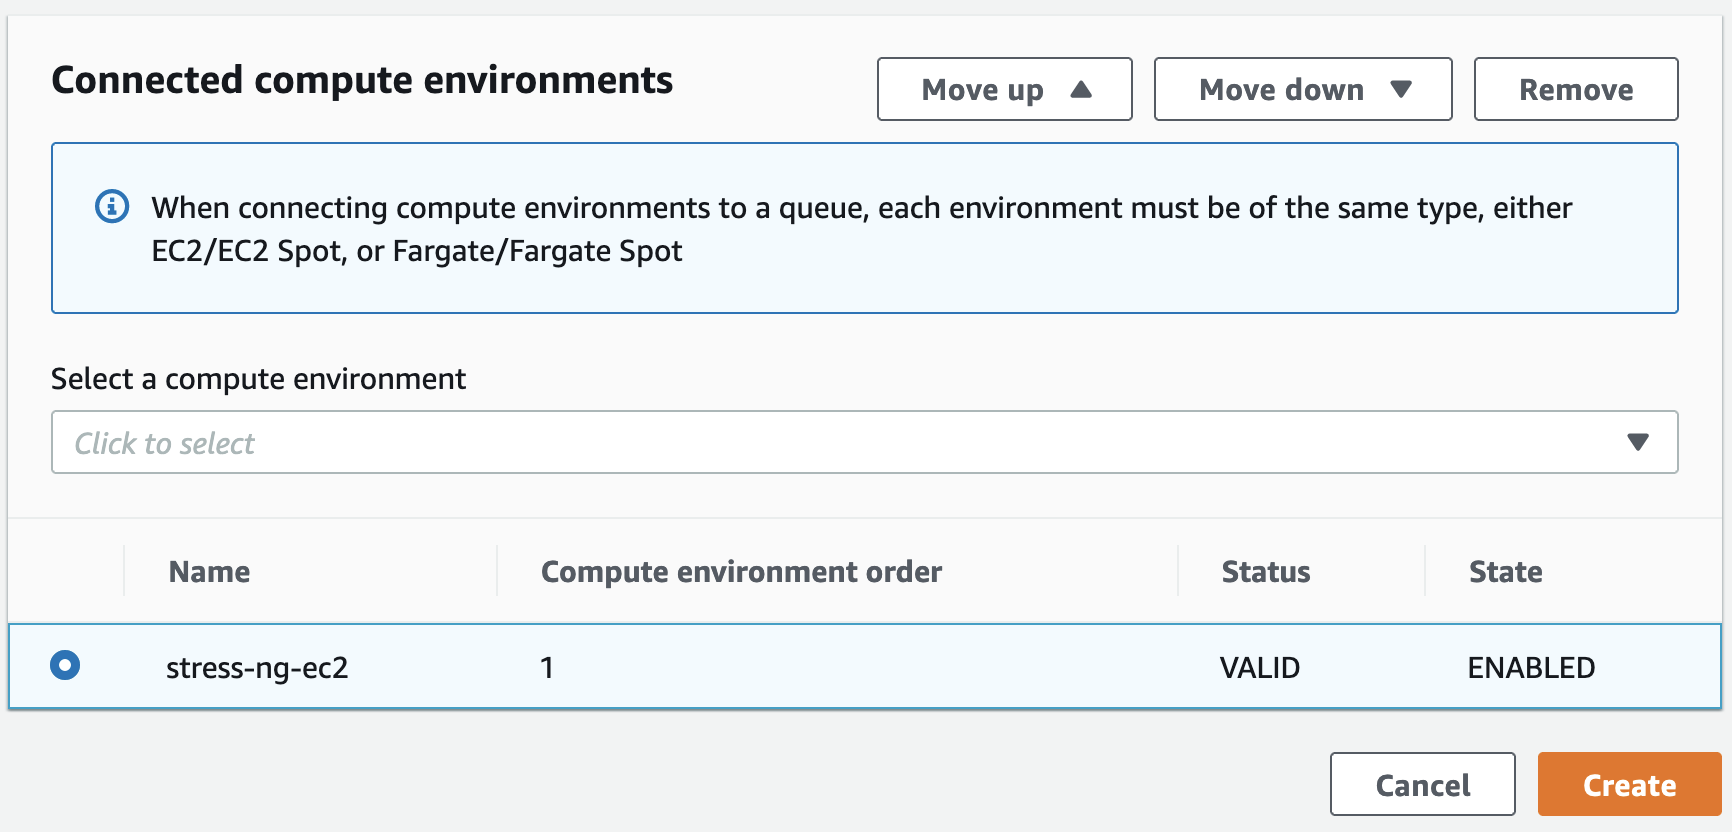 Connected compute environments
Move up
Move down
Remove
When connecting compute environments to a queue, each environment must be of the same type, either
EC2/EC2 Spot, or Fargate/Fargate Spot
Select a compute environment
Click to select
Name Compute environment order Status State
stress-ng-ec2 1 VALID ENABLED
Cancel Create